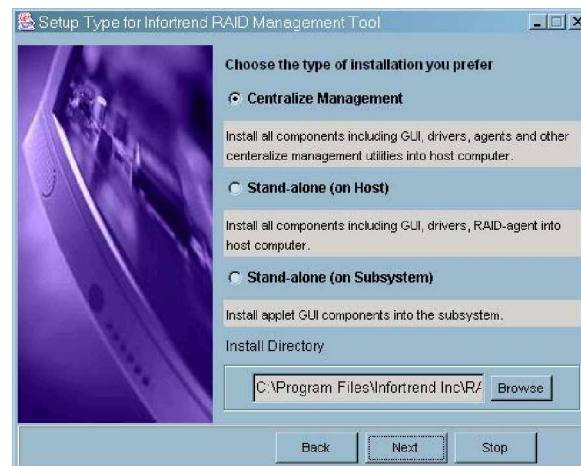 Setup Type for Infortrend RAID Management Tool
Choose the type of installation you prefer
Centralize Management
Install all components including GUI, drivers, agents and other
centeralize management utilities into host computer.
Stand-alone (on Host)
Install all components including GUI, drivers, RAID-agent into
host computer.
Stand-alone (on Subsystem)
Install applet GUI components into the subsystem.
Install Directory
C:\Program Files\Infortrend Inc\RA
Browse
Back Next Stop